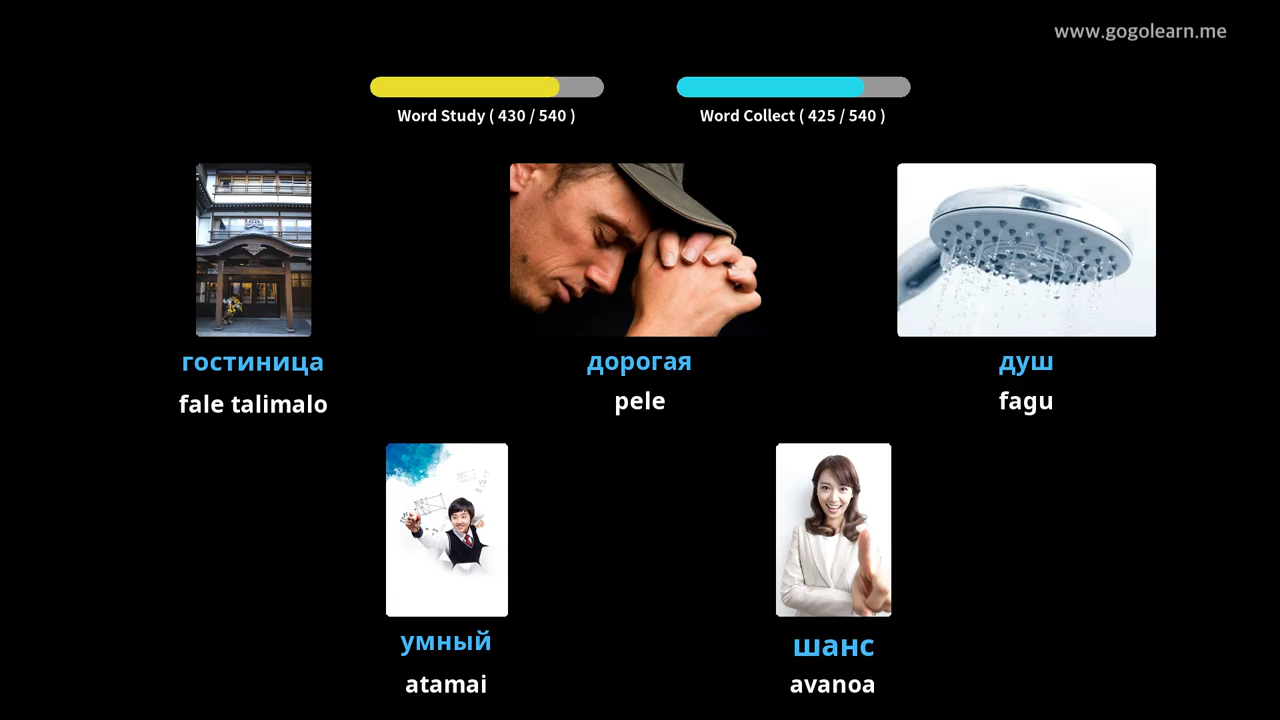 www.gogolearn.me
Word Study ( 430 / 540 )
Word Collect ( 425 / 540 )
гостиница
fale talimalo
дорогая
pele
душ
fagu
умный
atamai
шанс
avanoa